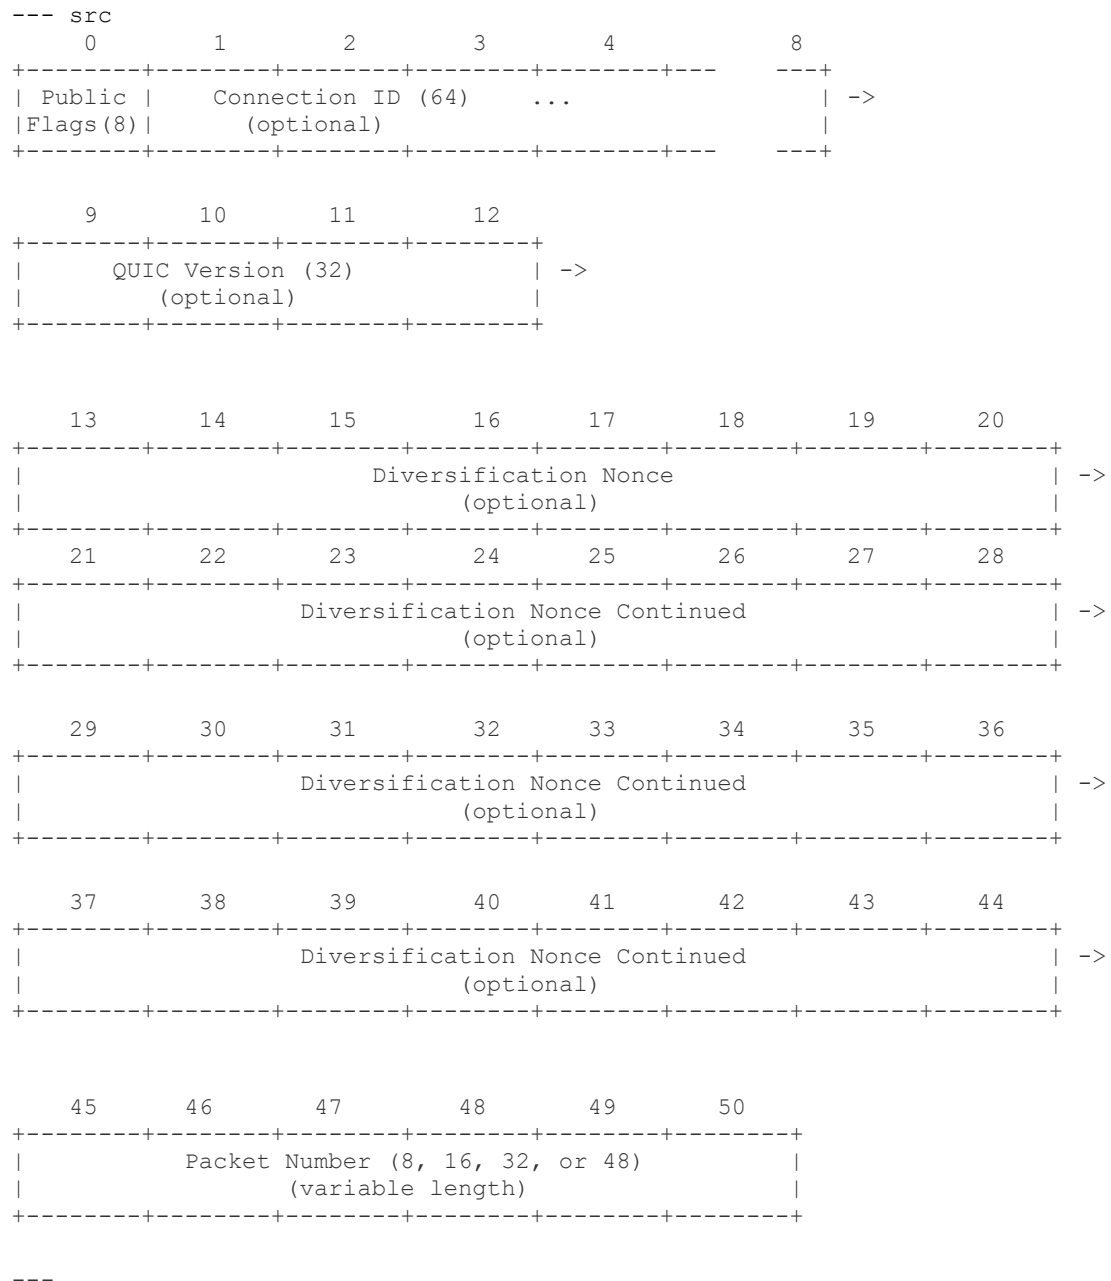 --- src
     0        1        2        3        4            8
+--------+--------+--------+--------+--------+---    ---+
| Public |    Connection ID (64)    ...                 | ->
|Flags(8)|      (optional)                              |
+--------+--------+--------+--------+--------+---    ---+
     9       10       11        12
+--------+--------+--------+--------+
|      QUIC Version (32)            | ->
|         (optional)                |
+--------+--------+--------+--------+
    13       14       15        16      17       18       19       20
+--------+--------+--------+--------+--------+--------+--------+--------+
|                        Diversification Nonce                          | ->
|                              (optional)                               |
+--------+--------+--------+--------+--------+--------+--------+--------+
    21       22       23        24      25       26       27       28
+--------+--------+--------+--------+--------+--------+--------+--------+
|                   Diversification Nonce Continued                     | ->
|                              (optional)                               |
+--------+--------+--------+--------+--------+--------+--------+--------+
    29       30       31        32      33       34       35       36
+--------+--------+--------+--------+--------+--------+--------+--------+
|                   Diversification Nonce Continued                     | ->
|                              (optional)                               |
+--------+--------+--------+--------+--------+--------+--------+--------+
    37       38       39        40      41       42       43       44
+--------+--------+--------+--------+--------+--------+--------+--------+
|                   Diversification Nonce Continued                     | ->
|                              (optional)                               |
+--------+--------+--------+--------+--------+--------+--------+--------+
    45      46       47        48       49       50
+--------+--------+--------+--------+--------+--------+
|           Packet Number (8, 16, 32, or 48)          |
|                  (variable length)                  |
+--------+--------+--------+--------+--------+--------+
---